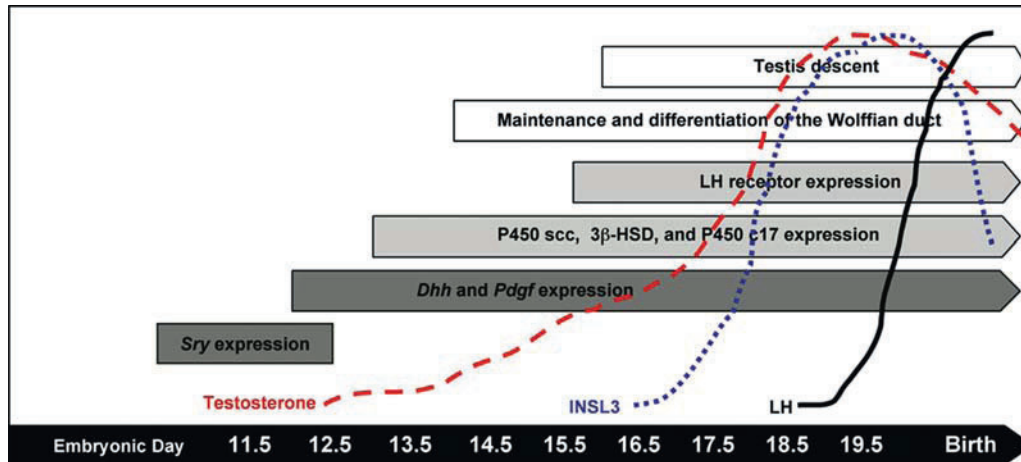 Testis descent
Maintenance and differentiation of the Wolffian duct
LH receptor expression
P450 scc, 3β-HSD, and P450 c17 expression
Dhh and Pdgf expression
Sry expression
Testosterone
INSL3
LH
Embryonic Day 11.5 12.5 13.5 14.5 15.5 16.5 17.5 18.5 19.5 Birth